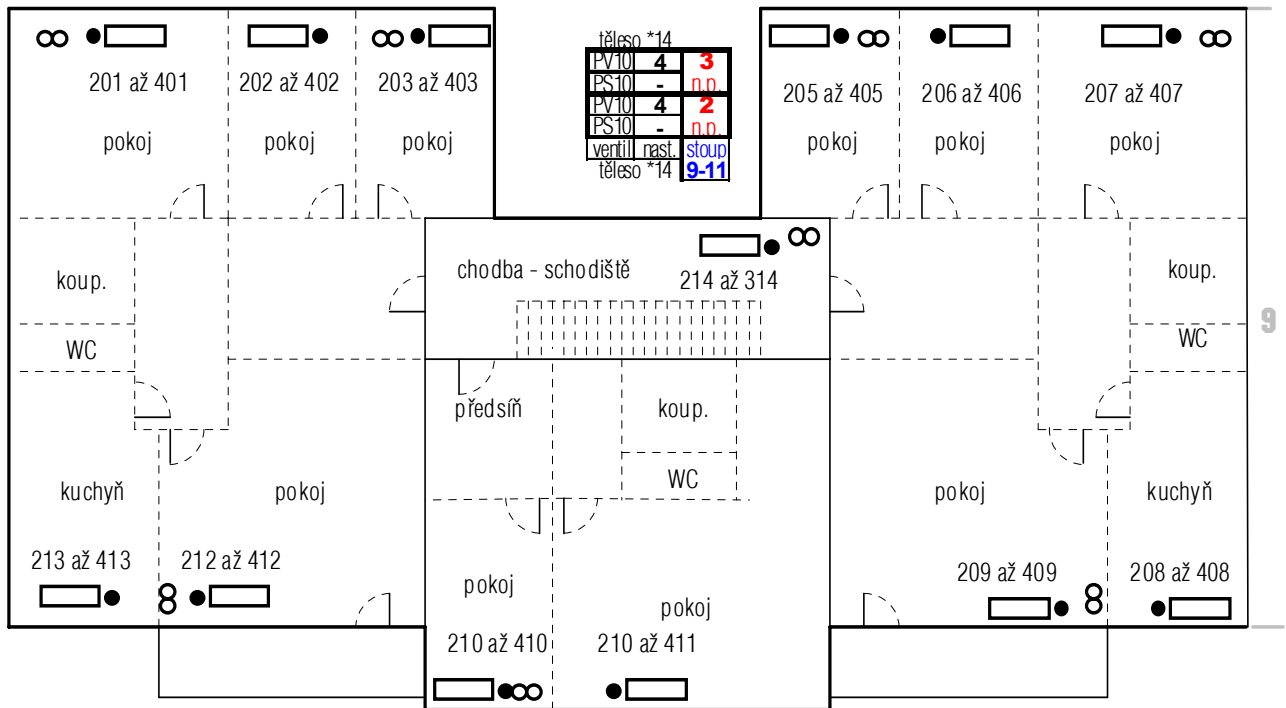 těleso *14
PV10 4 3
PS10 - n.p.
PV10 4 2
PS10 - n.p.
ventil nast. stoup
těleso *14 9-11
201 až 401 202 až 402 203 až 403
205 až 405 206 až 406 207 až 407
pokoj pokoj pokoj
pokoj pokoj pokoj
chodba - schodiště
214 až 314
koup.
koup.
WC
WC
9
předsíň
koup.
WC
kuchyň pokoj
pokoj kuchyň
213 až 413 212 až 412
209 až 409 208 až 408
pokoj
pokoj
210 až 410 210 až 411